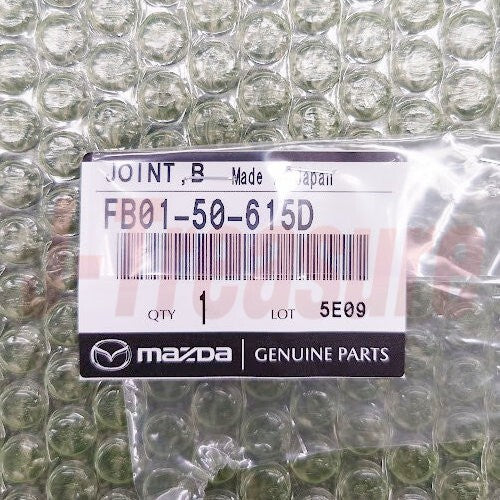 JOINT, B Made Japan
FB01-50-615D
QTY 1 LOT 5E09
mazda GENUINE PARTS